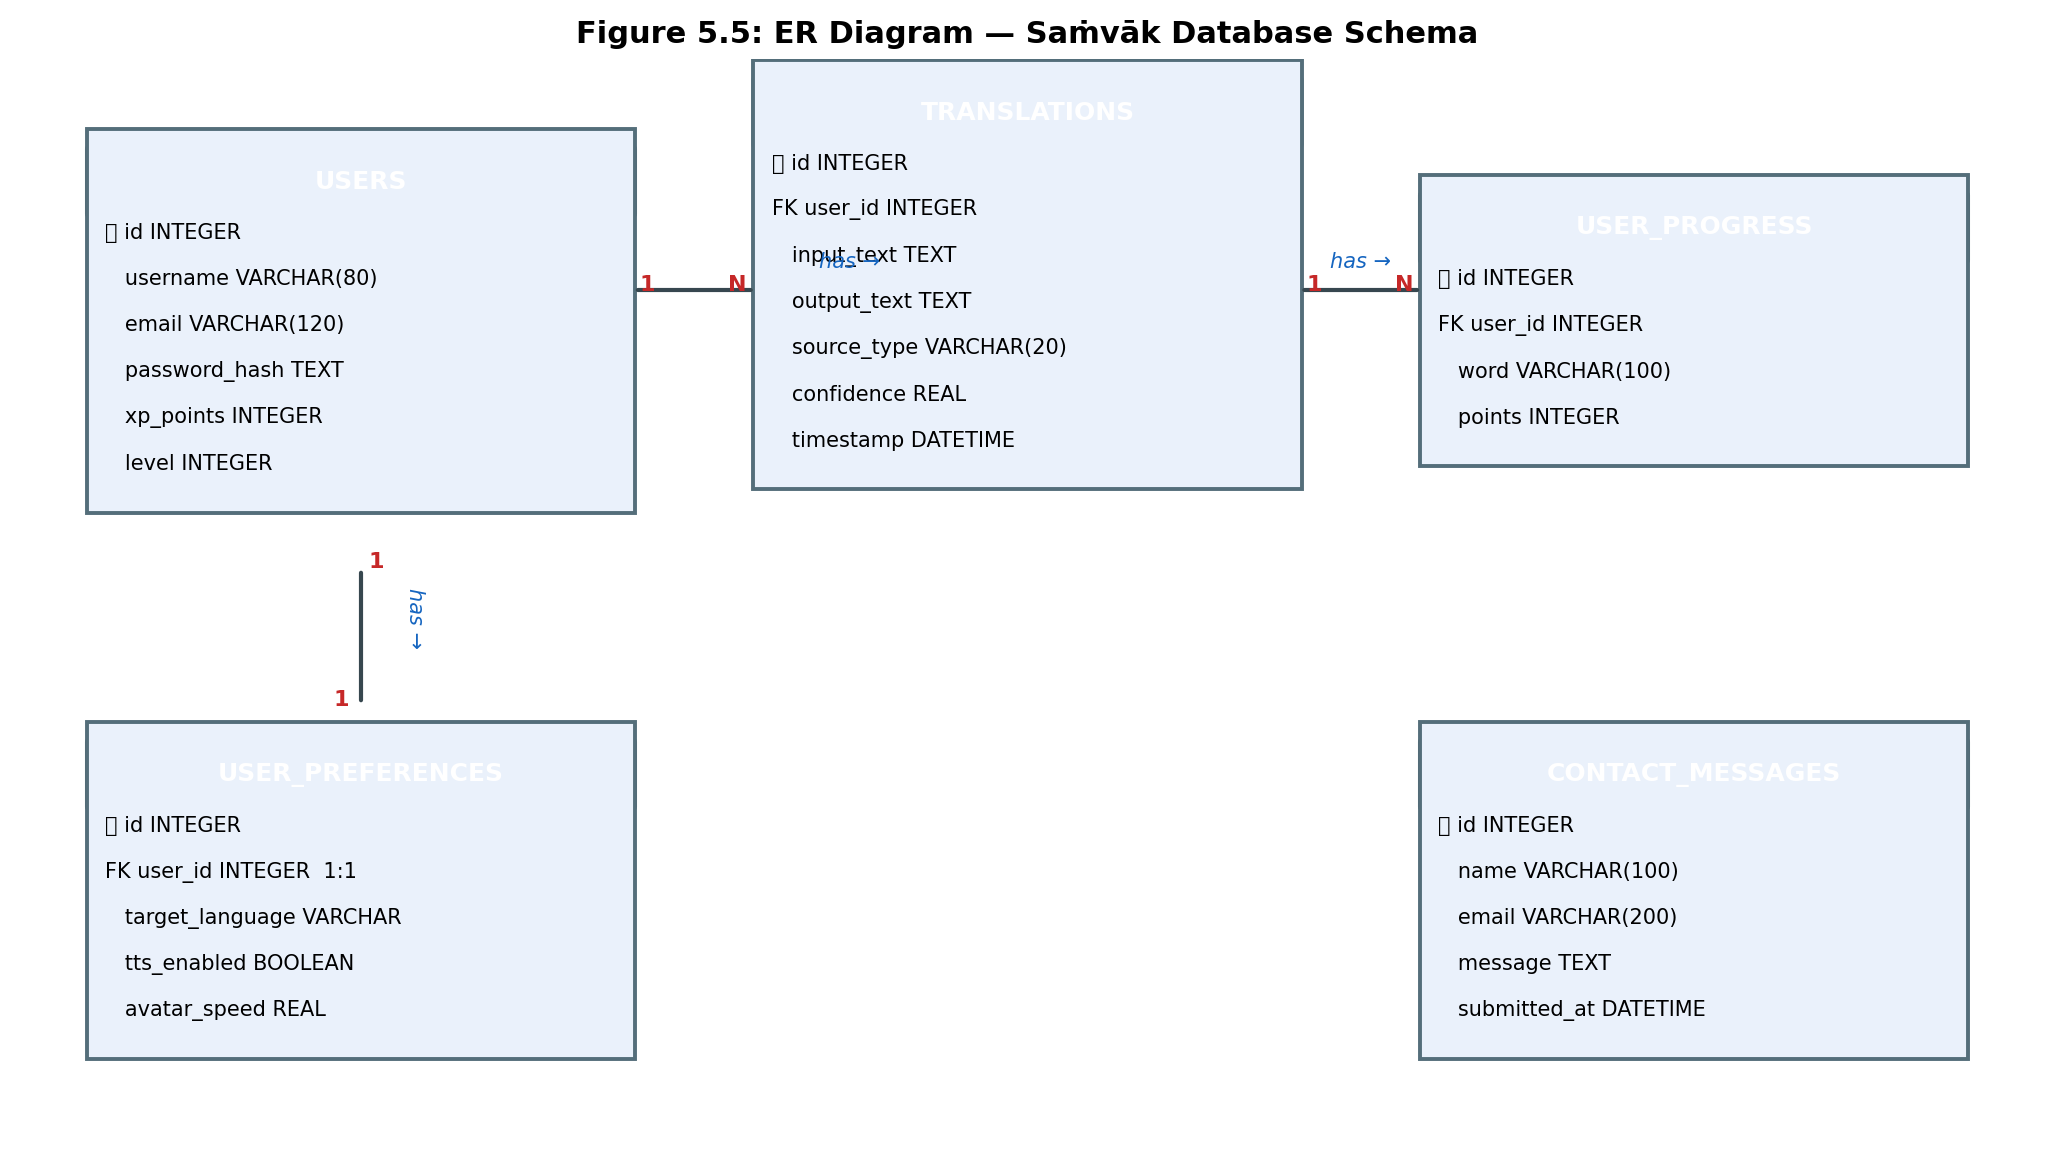 Figure 5.5: ER Diagram — Saṁvāk Database Schema
USERS
▯ id INTEGER
username VARCHAR(80)
email VARCHAR(120)
password_hash TEXT
xp_points INTEGER
level INTEGER
1
N
has →
TRANSLATIONS
▯ id INTEGER
FK user_id INTEGER
input_text TEXT
output_text TEXT
source_type VARCHAR(20)
confidence REAL
timestamp DATETIME
1
has →
N
USER_PROGRESS
▯ id INTEGER
FK user_id INTEGER
word VARCHAR(100)
points INTEGER
1
has →
1
USER_PREFERENCES
▯ id INTEGER
FK user_id INTEGER  1:1
target_language VARCHAR
tts_enabled BOOLEAN
avatar_speed REAL
CONTACT_MESSAGES
▯ id INTEGER
name VARCHAR(100)
email VARCHAR(200)
message TEXT
submitted_at DATETIME